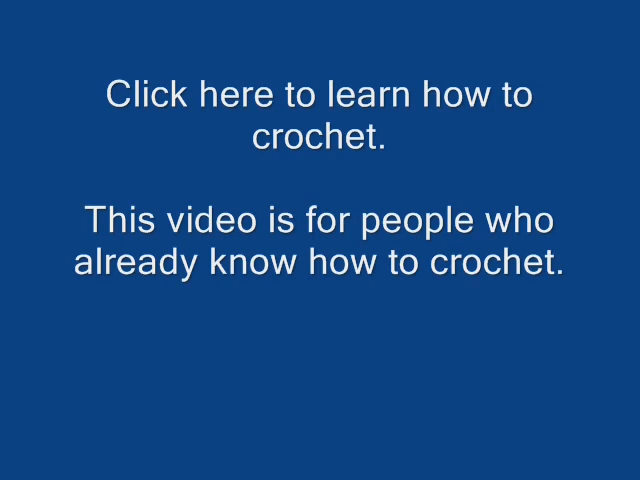 Click here to learn how to
crochet.
This video is for people who
already know how to crochet.